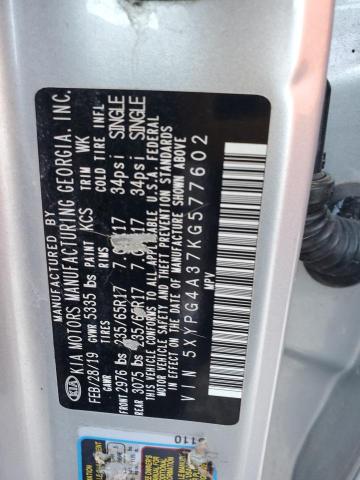 MANUFACTURED BY
KIA MOTORS MANUFACTURING GEORGIA, INC.
KIA
FEB/28/19 GVWR 5335 LBS PAINT KCS TRIM WK
GAWR TIRES RIMS COLD TIRE INFL
FRONT 2976 LBS 235/65R17 34psi SINGLE
REAR 3075 LBS 34psi SINGLE
THIS VEHICLE CONFORMS TO ALL APPLICABLE U.S.A. FEDERAL
MOTOR VEHICLE SAFETY AND THEFT PREVENTION STANDARDS
IN EFFECT ON THE DATE OF MANUFACTURE SHOWN ABOVE.
VIN 5XYPG4A37KG577602
MPV
110